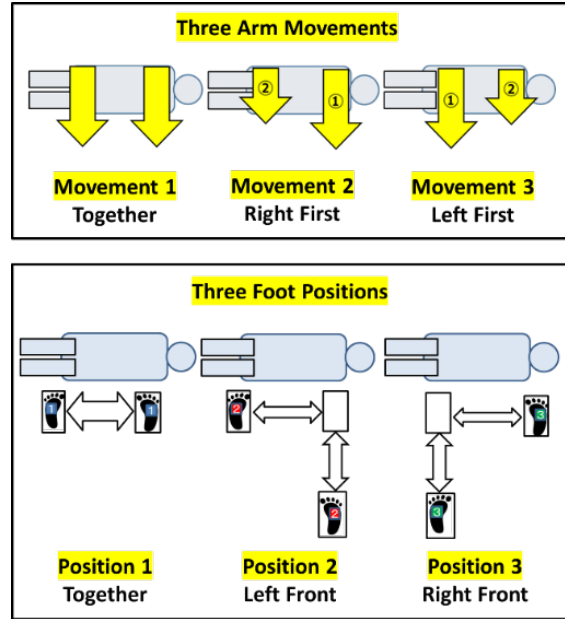 Three Arm Movements
② ① ① ②
Movement 1 Movement 2 Movement 3
Together Right First Left First
Three Foot Positions
1 1 2 3
2 3
Position 1 Position 2 Position 3
Together Left Front Right Front